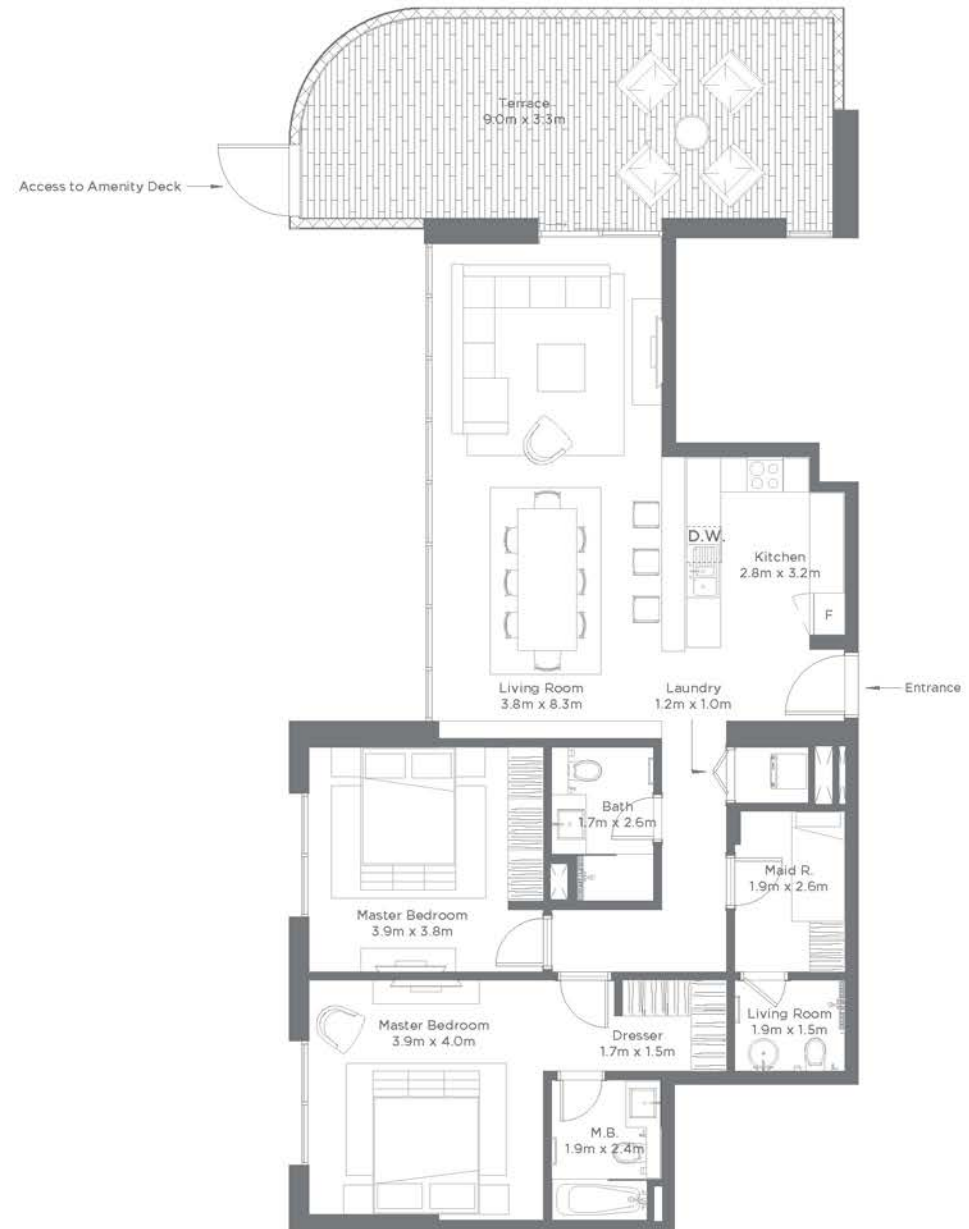 Terrace
9.0m x 3.3m
Access to Amenity Deck
D.W.
Kitchen
2.8m x 3.2m
F
Living Room
3.8m x 8.3m
Laundry
1.2m x 1.0m
Entrance
Bath
1.7m x 2.6m
Maid R.
1.9m x 2.6m
Master Bedroom
3.9m x 3.8m
Master Bedroom
3.9m x 4.0m
Dresser
1.7m x 1.5m
Living Room
1.9m x 1.5m
M.B.
1.9m x 2.4m